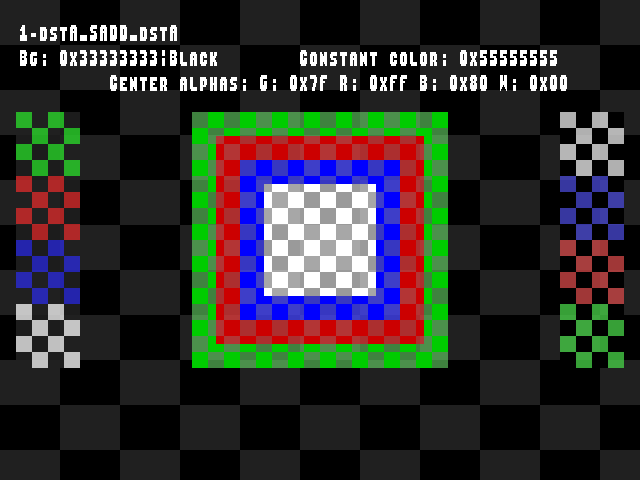 1-dstA_SADD_dstA
Bg: 0x33333333¦Black Constant color: 0x55555555
Center alphas: G: 0x7F R: 0xFF B: 0x80 W: 0x00